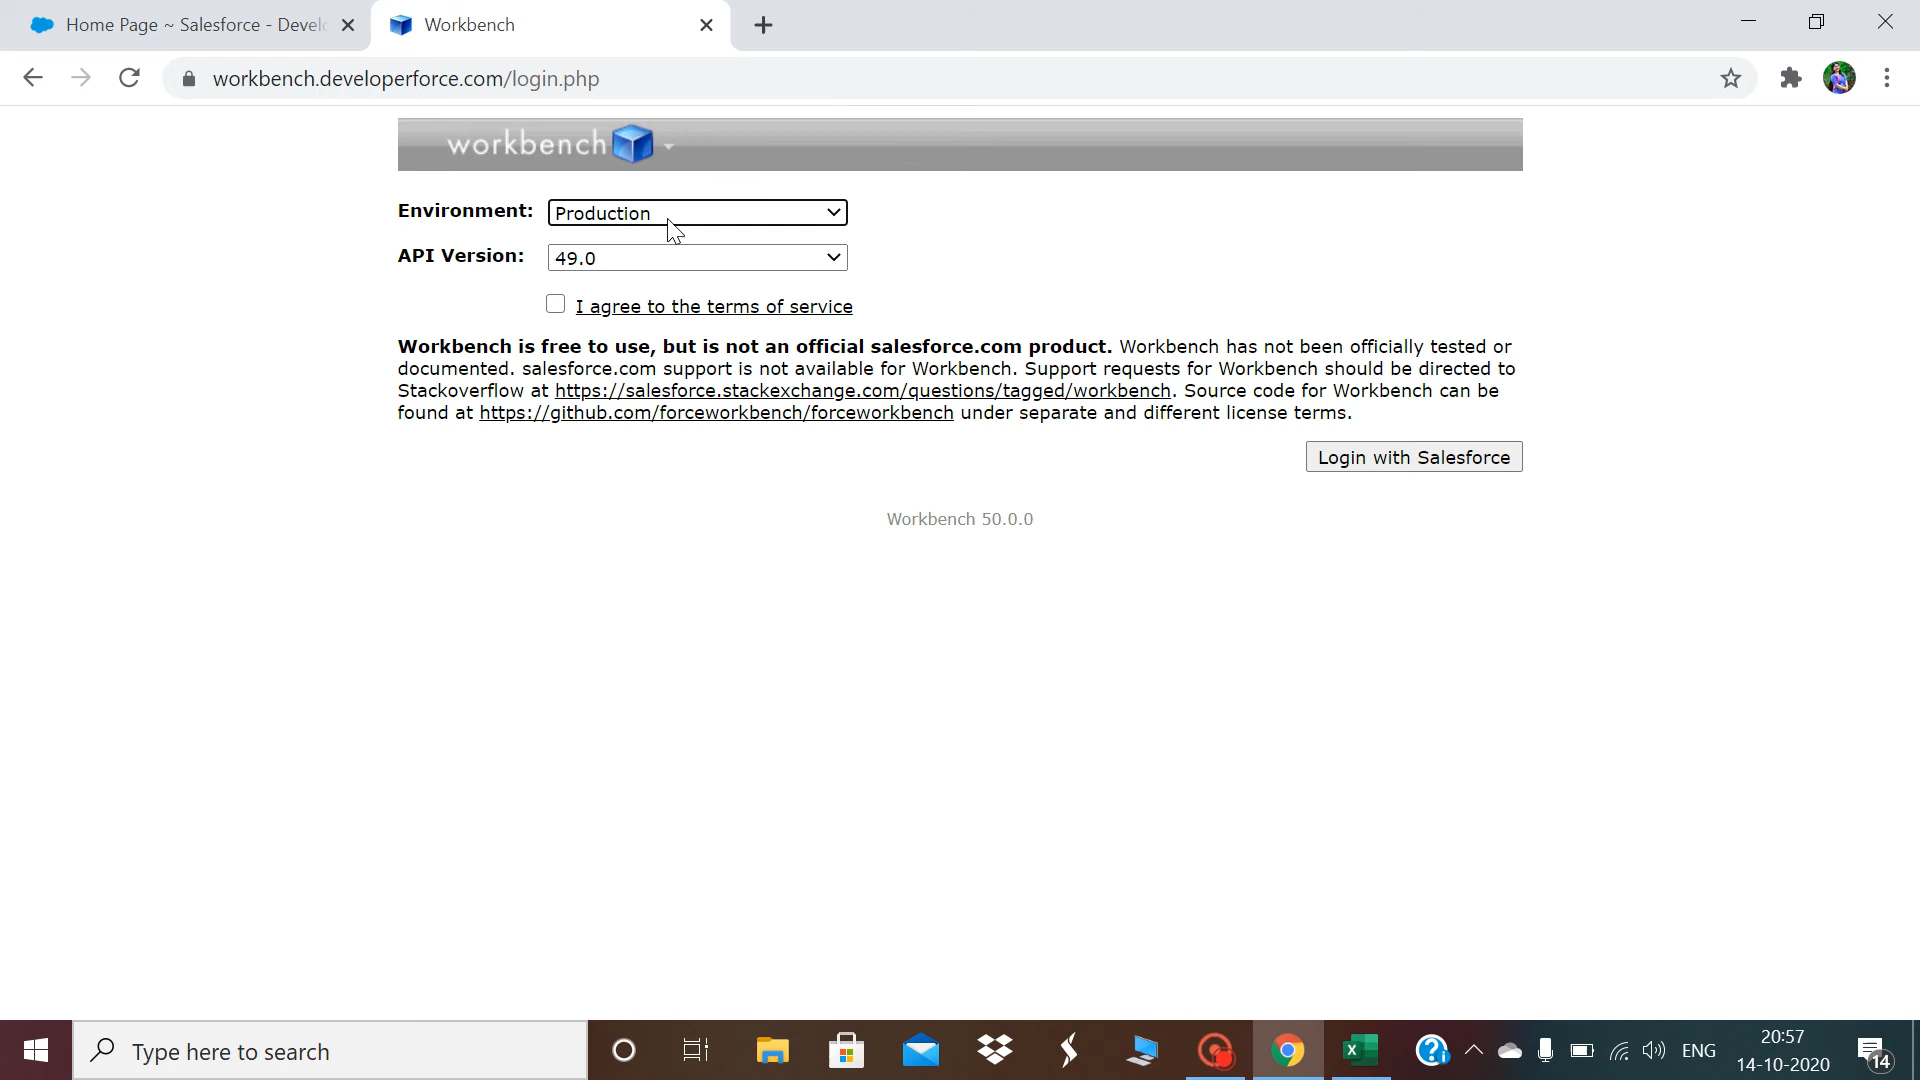 Home Page ~ Salesforce - Devel
Workbench
workbench.developerforce.com/login.php
workbench
Environment: Production
API Version: 49.0
I agree to the terms of service
Workbench is free to use, but is not an official salesforce.com product. Workbench has not been officially tested or
documented. salesforce.com support is not available for Workbench. Support requests for Workbench should be directed to
Stackoverflow at https://salesforce.stackexchange.com/questions/tagged/workbench. Source code for Workbench can be
found at https://github.com/forceworkbench/forceworkbench under separate and different license terms.
Login with Salesforce
Workbench 50.0.0
Type here to search
ENG
20:57
14-10-2020
14